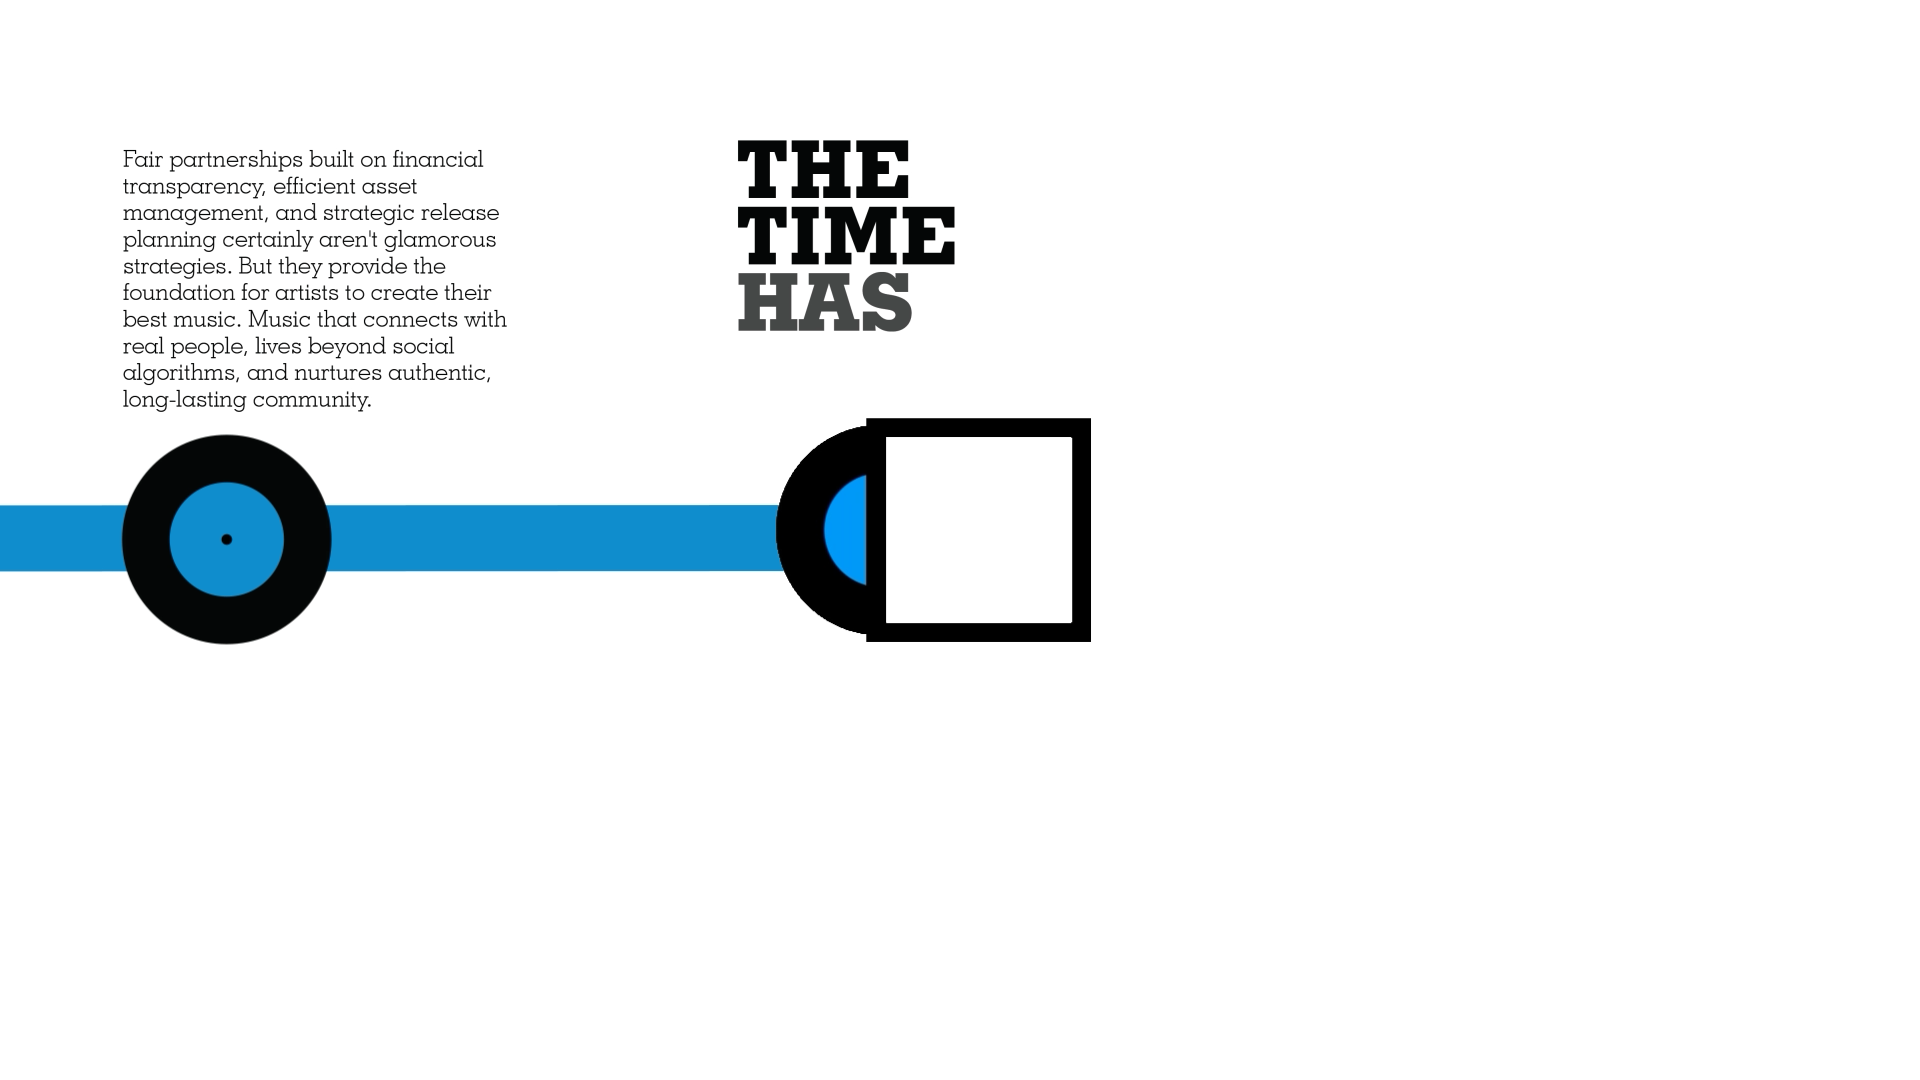 Fair partnerships built on financial
transparency, efficient asset
management, and strategic release
planning certainly aren't glamorous
strategies. But they provide the
foundation for artists to create their
best music. Music that connects with
real people, lives beyond social
algorithms, and nurtures authentic,
long-lasting community.
THE
TIME
HAS